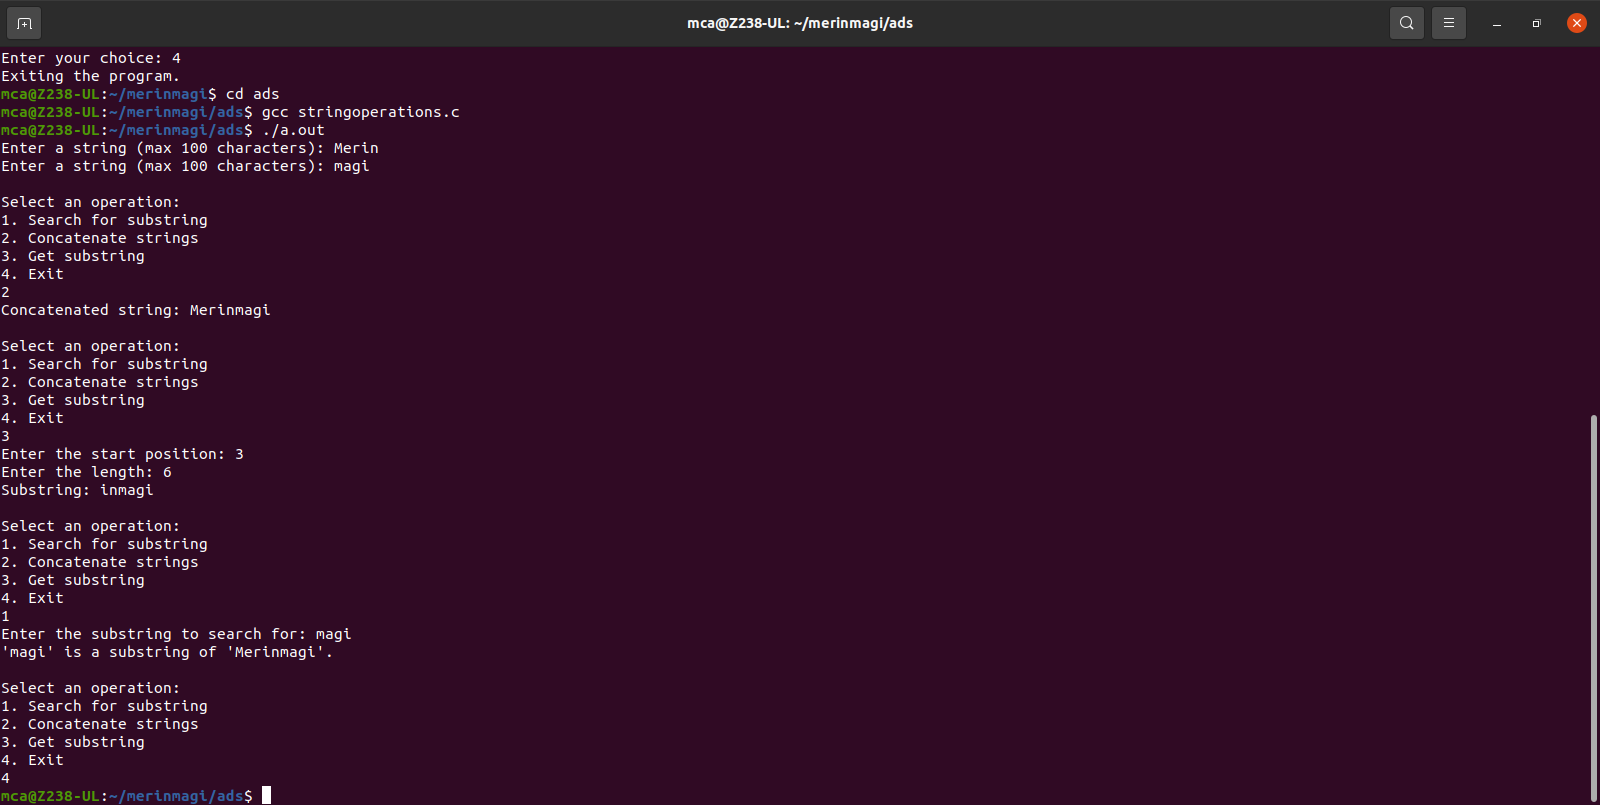 mca@Z238-UL: ~/merinmagi/ads
Enter your choice: 4
Exiting the program.
mca@Z238-UL:~/merinmagi$ cd ads
mca@Z238-UL:~/merinmagi/ads$ gcc stringoperations.c
mca@Z238-UL:~/merinmagi/ads$ ./a.out
Enter a string (max 100 characters): Merin
Enter a string (max 100 characters): magi

Select an operation:
1. Search for substring
2. Concatenate strings
3. Get substring
4. Exit
2
Concatenated string: Merinmagi

Select an operation:
1. Search for substring
2. Concatenate strings
3. Get substring
4. Exit
3
Enter the start position: 3
Enter the length: 6
Substring: inmagi

Select an operation:
1. Search for substring
2. Concatenate strings
3. Get substring
4. Exit
1
Enter the substring to search for: magi
'magi' is a substring of 'Merinmagi'.

Select an operation:
1. Search for substring
2. Concatenate strings
3. Get substring
4. Exit
4
mca@Z238-UL:~/merinmagi/ads$